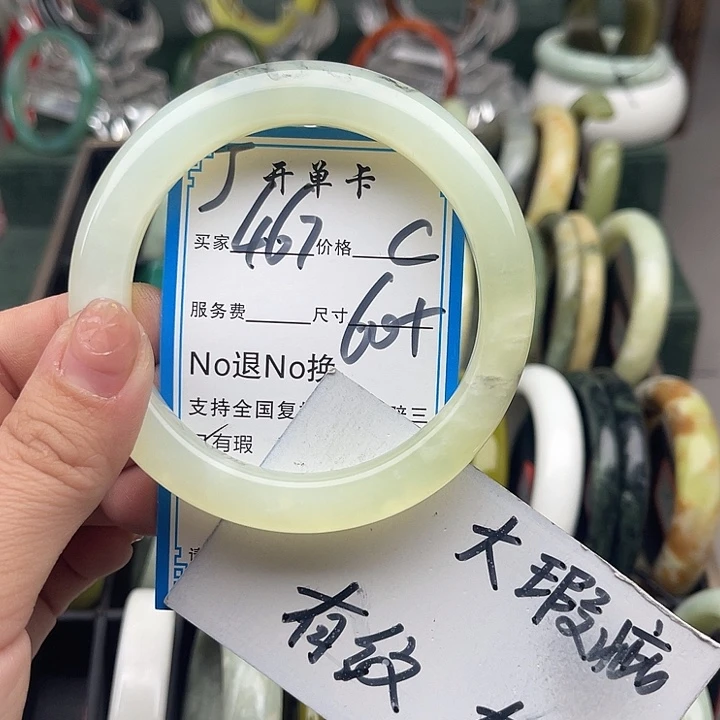 J 开单卡
买家 467 价格 C
服务费 尺寸 60+
No退No换
支持全国复 三
有瑕
大瑕疵
有纹